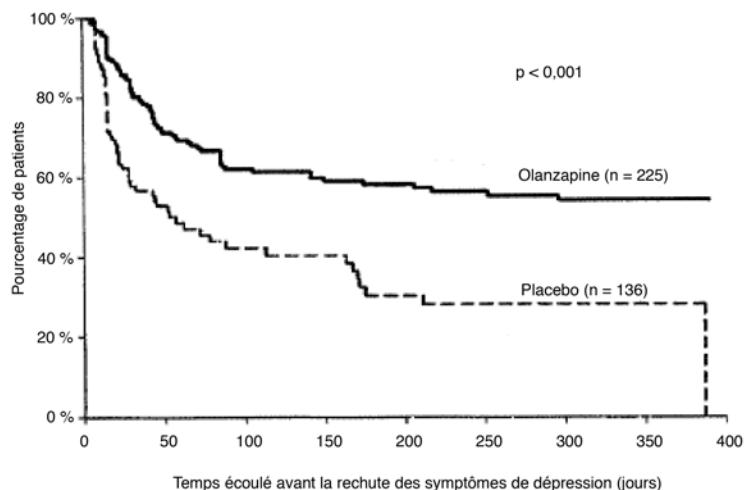 100 %
80 %
60 %
40 %
20 %
0 %
Pourcentage de patients
p < 0,001
Olanzapine (n = 225)
Placebo (n = 136)
0 50 100 150 200 250 300 350 400
Temps écoulé avant la rechute des symptômes de dépression (jours)